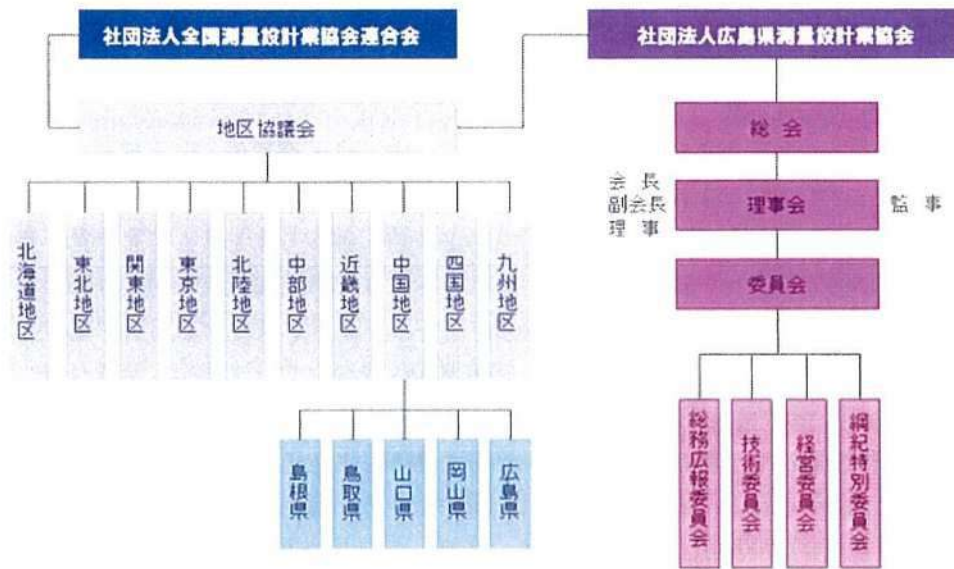 社団法人全国測量設計業協会連合会
社団法人広島県測量設計業協会
地区協議会
北海道地区
東北地区
関東地区
東京地区
北陸地区
中部地区
近畿地区
中国地区
四国地区
九州地区
島根県
鳥取県
山口県
岡山県
広島県
総会
会長
副会長
理事
理事会
監事
委員会
総務広報委員会
技術委員会
経営委員会
綱紀特別委員会